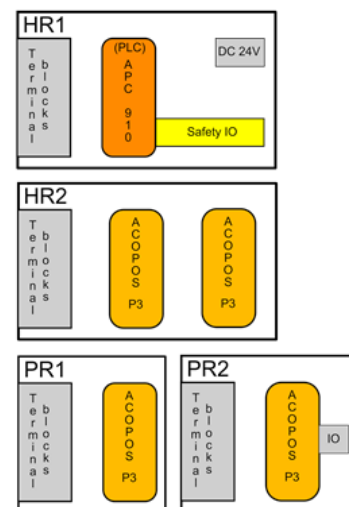 HR1
Terminal
blocks
(PLC)
APC 910
DC 24V
Safety IO
HR2
Terminal
blocks
ACOPOS
P3
ACOPOS
P3
PR1
Terminal
blocks
ACOPOS
P3
PR2
Terminal
blocks
ACOPOS
P3
IO